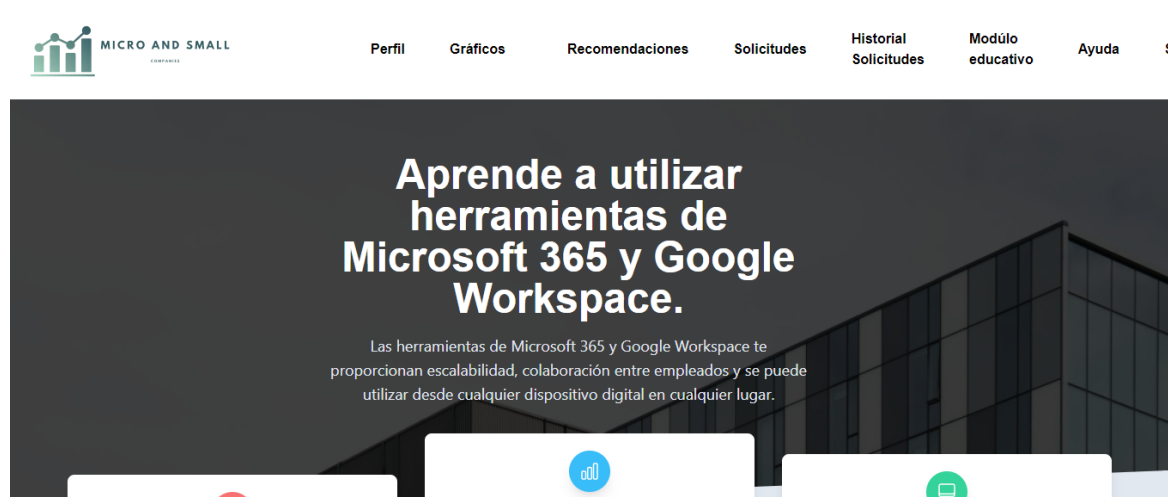 MICRO AND SMALL
COMPANIES
Perfil
Gráficos
Recomendaciones
Solicitudes
Historial
Solicitudes
Modúlo
educativo
Ayuda
Aprende a utilizar
herramientas de
Microsoft 365 y Google
Workspace.
Las herramientas de Microsoft 365 y Google Workspace te
proporcionan escalabilidad, colaboración entre empleados y se puede
utilizar desde cualquier dispositivo digital en cualquier lugar.